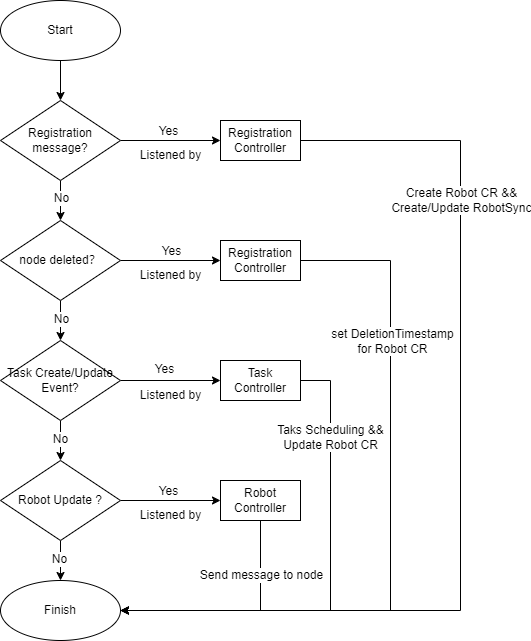 Start
Registration
message?
Yes
Listened by
Registration
Controller
Create Robot CR &&
Create/Update RobotSync
No
node deleted?
Yes
Listened by
Registration
Controller
set DeletionTimestamp
for Robot CR
No
Task Create/Update
Event?
Yes
Listened by
Task
Controller
Taks Scheduling &&
Update Robot CR
No
Robot Update ?
Yes
Listened by
Robot
Controller
Send message to node
No
Finish